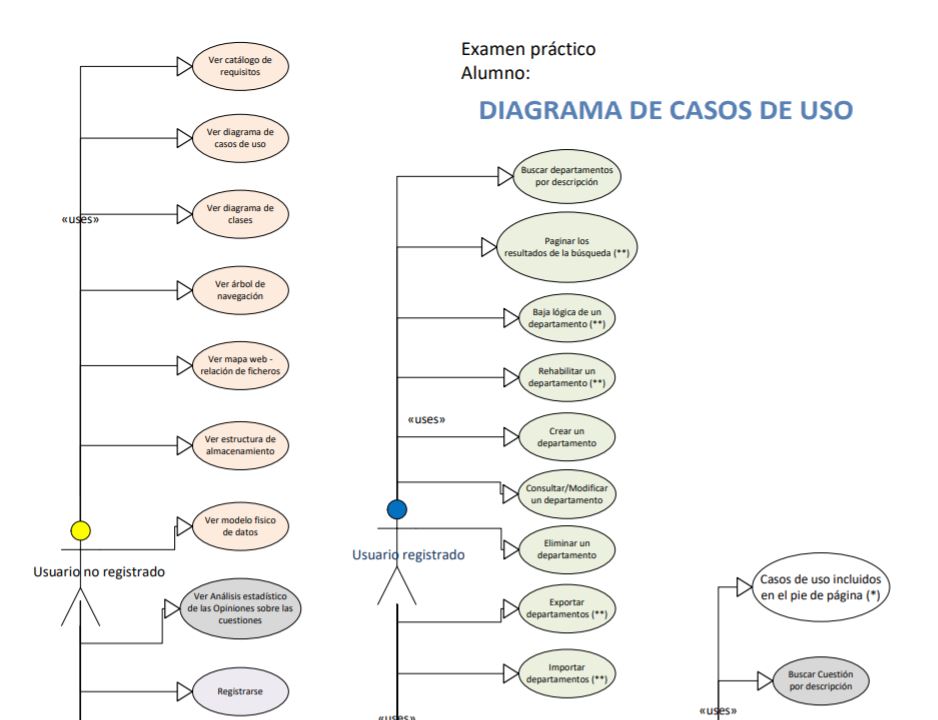 Examen práctico
Alumno:
DIAGRAMA DE CASOS DE USO
Ver catálogo de
requisitos
Ver diagrama de
casos de uso
«uses»
Ver diagrama de
clases
Ver árbol de
navegación
Ver mapa web -
relación de ficheros
Ver estructura de
almacenamiento
Ver modelo fisico
de datos
Usuario no registrado
Ver Análisis estadístico
de las Opiniones sobre las
cuestiones
Registrarse
Buscar departamentos
por descripción
Paginar los
resultados de la búsqueda (**)
Baja lógica de un
departamento (**)
Rehabilitar un
departamento (**)
«uses»
Crear un
departamento
Consultar/Modificar
un departamento
Usuario registrado
Eliminar un
departamento
Exportar
departamentos (**)
Importar
departamentos (**)
«uses»
Casos de uso incluidos
en el pie de página (*)
Buscar Cuestión
por descripción
«uses»